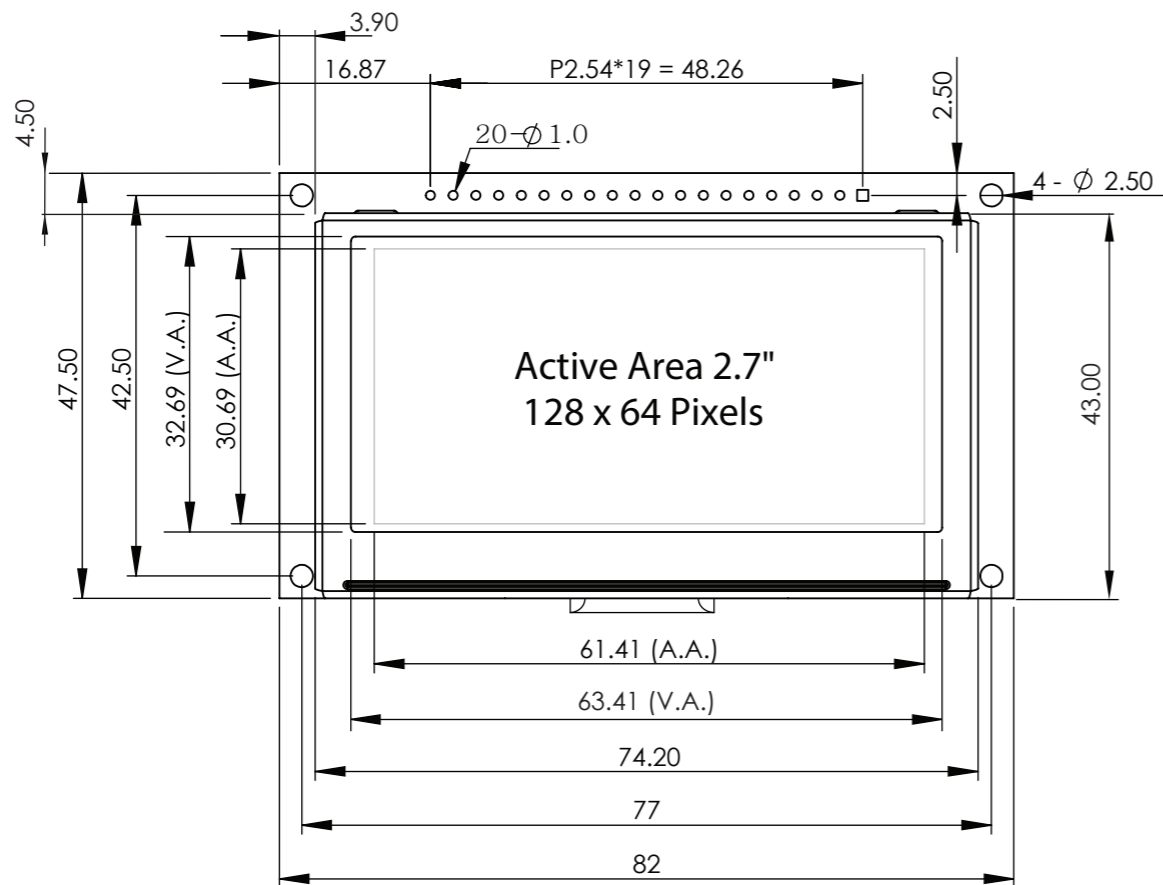 3.90
16.87
P2.54*19 = 48.26
2.50
4.50
20-⌀ 1.0
4 - ⌀ 2.50
47.50
42.50
32.69 (V.A.)
30.69 (A.A.)
Active Area 2.7"
128 x 64 Pixels
43.00
61.41 (A.A.)
63.41 (V.A.)
74.20
77
82